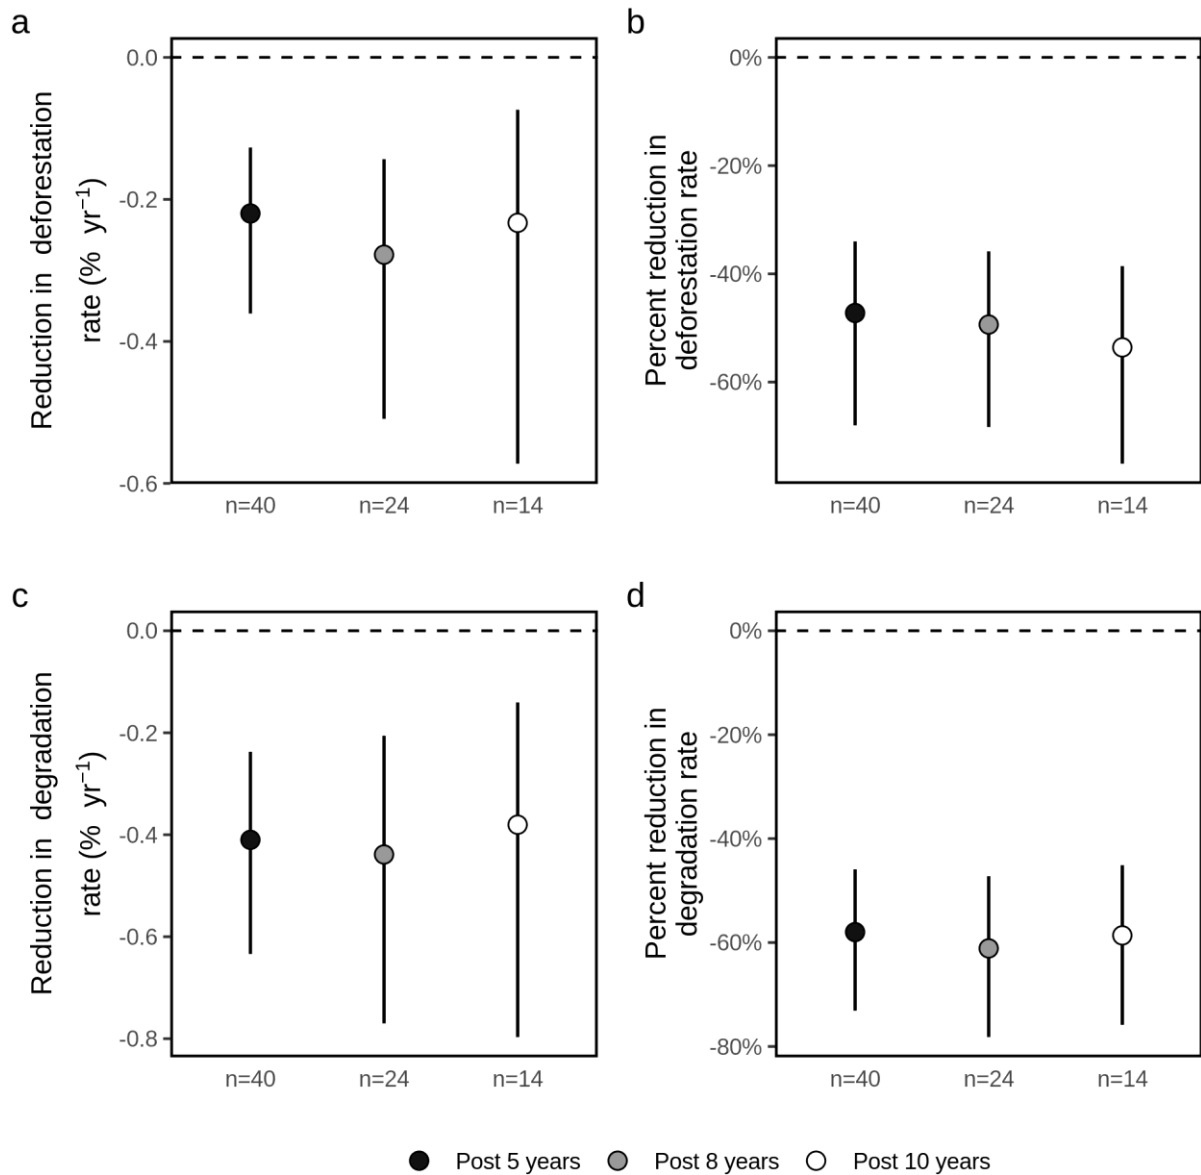 a
Reduction in deforestation
rate (% yr⁻¹)
0.0
-0.2
-0.4
-0.6
n=40 n=24 n=14
b
Percent reduction in
deforestation rate
0%
-20%
-40%
-60%
n=40 n=24 n=14
c
Reduction in degradation
rate (% yr⁻¹)
0.0
-0.2
-0.4
-0.6
-0.8
n=40 n=24 n=14
d
Percent reduction in
degradation rate
0%
-20%
-40%
-60%
-80%
n=40 n=24 n=14
Post 5 years Post 8 years Post 10 years